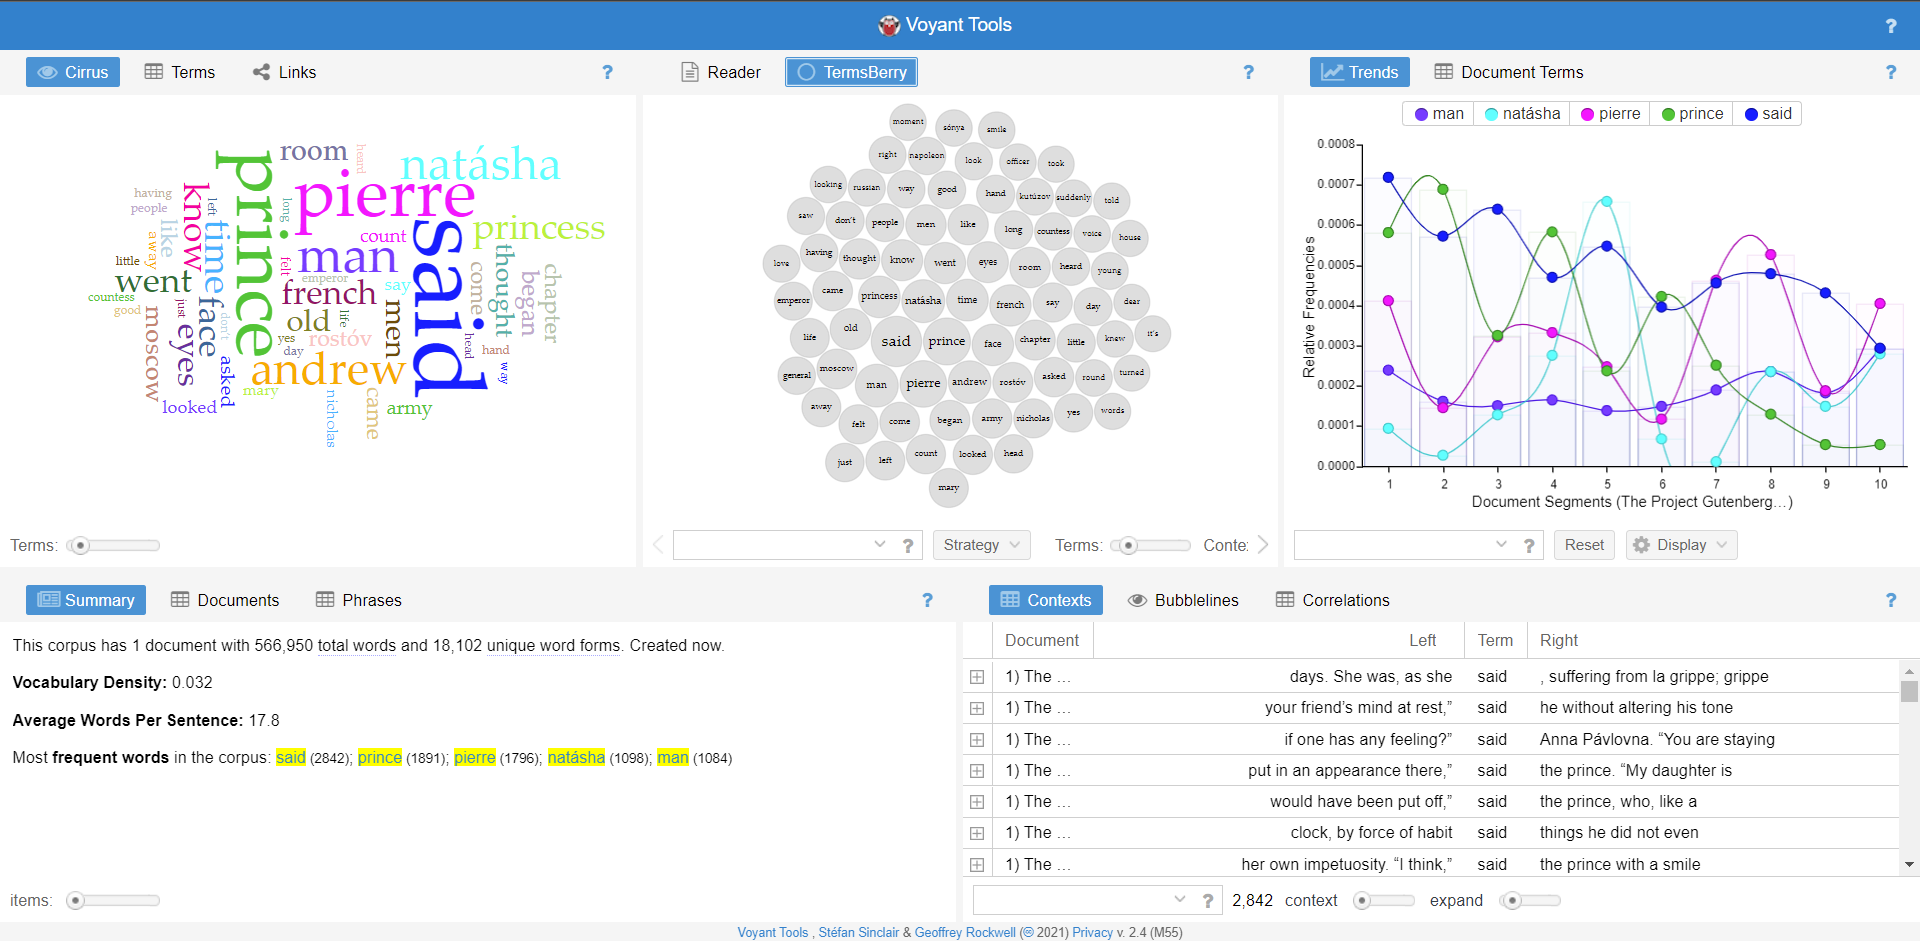 Voyant Tools
?
Cirrus Terms Links ?
Reader TermsBerry ?
Trends Document Terms ?
room
heard
natásha
prince
pierre
having
people
know
left
long
like
time
away
count
man
said
princess
little
went
felt
emperor
say
come
thought
began
chapter
countess
good
moscow
just
face
eyes
don't
french
old
life
men
yes
day
rostóv
head
hand
way
asked
andrew
mary
looked
nicholas
came
army
moment
sónya
smile
right
napoleon
look
officer
took
looking
russian
way
good
hand
kutúzov
suddenly
told
saw
don't
people
men
like
long
countess
voice
house
love
having
thought
know
went
eyes
room
heard
young
emperor
came
princess
natásha
time
french
say
day
dear
life
old
said
prince
face
chapter
little
knew
it's
general
moscow
man
pierre
andrew
rostóv
asked
round
turned
away
felt
come
began
army
nicholas
yes
words
just
left
count
looked
head
mary
man natásha pierre prince said
0.0008
0.0007
0.0006
0.0005
0.0004
0.0003
0.0002
0.0001
0.0000
Relative Frequencies
1 2 3 4 5 6 7 8 9 10
Document Segments (The Project Gutenberg…)
Terms:
? Strategy Terms: Conte:
? Reset Display
Summary Documents Phrases ?
This corpus has 1 document with 566,950 total words and 18,102 unique word forms. Created now.
Vocabulary Density: 0.032
Average Words Per Sentence: 17.8
Most frequent words in the corpus: said (2842); prince (1891); pierre (1796); natásha (1098); man (1084)
items:
Contexts Bubblelines Correlations ?
Document Left Term Right
1) The … days. She was, as she said , suffering from la grippe; grippe
1) The … your friend’s mind at rest,” said he without altering his tone
1) The … if one has any feeling?” said Anna Pávlovna. “You are staying
1) The … put in an appearance there,” said the prince. “My daughter is
1) The … would have been put off,” said the prince, who, like a
1) The … clock, by force of habit said things he did not even
1) The … her own impetuosity. “I think,” said the prince with a smile
? 2,842 context expand
Voyant Tools , Stéfan Sinclair & Geoffrey Rockwell (🅭 2021) Privacy v. 2.4 (M55)